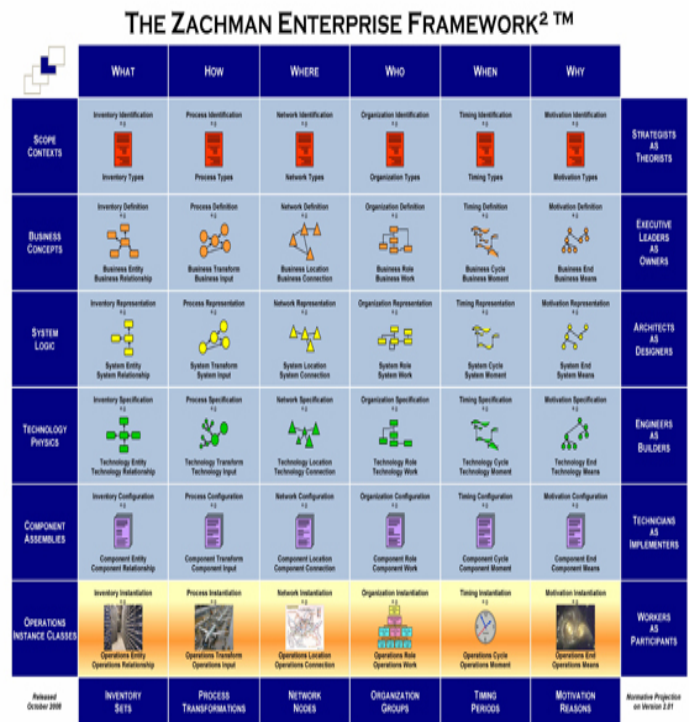 THE ZACHMAN ENTERPRISE FRAMEWORK² ™
WHAT HOW WHERE WHO WHEN WHY
SCOPE
CONTEXTS
Inventory Identification Process Identification Network Identification Organization Identification Timing Identification Motivation Identification
e.g. e.g. e.g. e.g. e.g. e.g.
Inventory Types Process Types Network Types Organization Types Timing Types Motivation Types
STRATEGISTS
AS
THEORISTS
BUSINESS
CONCEPTS
Inventory Definition Process Definition Network Definition Organization Definition Timing Definition Motivation Definition
e.g. e.g. e.g. e.g. e.g. e.g.
Business Entity Business Transform Business Location Business Role Business Cycle Business End
Business Relationship Business Input Business Connection Business Work Business Moment Business Means
EXECUTIVE
LEADERS
AS
OWNERS
SYSTEM
LOGIC
Inventory Representation Process Representation Network Representation Organization Representation Timing Representation Motivation Representation
e.g. e.g. e.g. e.g. e.g. e.g.
System Entity System Transform System Location System Role System Cycle System End
System Relationship System Input System Connection System Work System Moment System Means
ARCHITECTS
AS
DESIGNERS
TECHNOLOGY
PHYSICS
Inventory Specification Process Specification Network Specification Organization Specification Timing Specification Motivation Specification
e.g. e.g. e.g. e.g. e.g. e.g.
Technology Entity Technology Transform Technology Location Technology Role Technology Cycle Technology End
Technology Relationship Technology Input Technology Connection Technology Work Technology Moment Technology Means
ENGINEERS
AS
BUILDERS
COMPONENT
ASSEMBLIES
Inventory Configuration Process Configuration Network Configuration Organization Configuration Timing Configuration Motivation Configuration
e.g. e.g. e.g. e.g. e.g. e.g.
Component Entity Component Transform Component Location Component Role Component Cycle Component End
Component Relationship Component Input Component Connection Component Work Component Moment Component Means
TECHNICIANS
AS
IMPLEMENTERS
OPERATIONS
INSTANCE CLASSES
Inventory Instantiation Process Instantiation Network Instantiation Organization Instantiation Timing Instantiation Motivation Instantiation
e.g. e.g. e.g. e.g. e.g. e.g.
Operations Entity Operations Transform Operations Location Operations Role Operations Cycle Operations End
Operations Relationship Operations Input Operations Connection Operations Work Operations Moment Operations Means
WORKERS
AS
PARTICIPANTS
Released
October 2008
INVENTORY
SETS
PROCESS
TRANSFORMATIONS
NETWORK
NODES
ORGANIZATION
GROUPS
TIMING
PERIODS
MOTIVATION
REASONS
Normative Projection
on Version 2.01